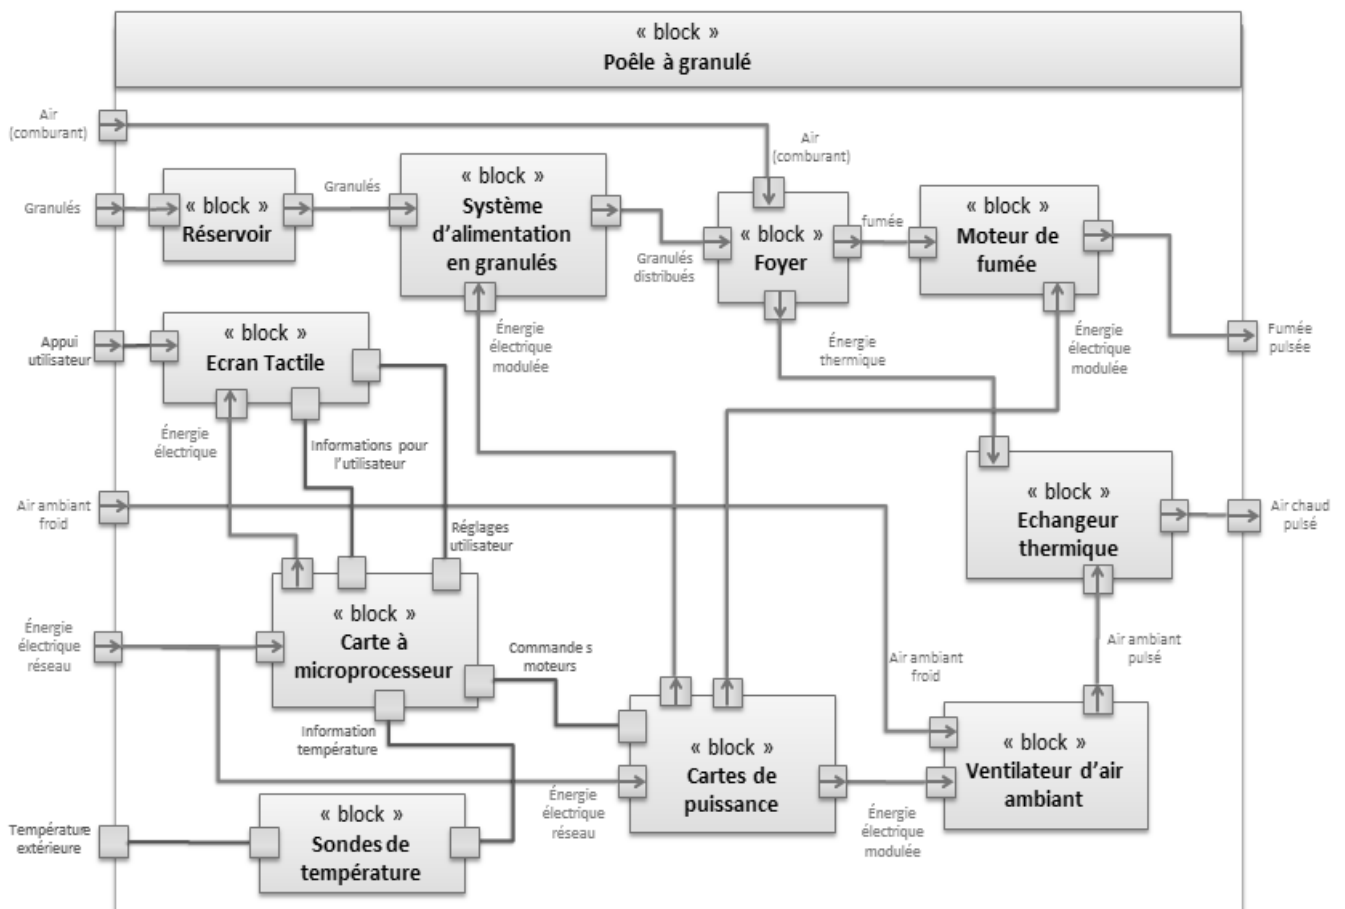 « block »
Poêle à granulé
Air
(comburant)
Air
(comburant)
Granulés
« block »
Réservoir
Granulés
« block »
Système
d’alimentation
en granulés
Granulés
distribués
« block »
Foyer
fumée
« block »
Moteur de
fumée
Énergie
électrique
modulée
Énergie
thermique
Énergie
électrique
modulée
Fumée
pulsée
Appui
utilisateur
« block »
Ecran Tactile
Énergie
électrique
Informations pour
l’utilisateur
Réglages
utilisateur
Air ambiant
froid
« block »
Echangeur
thermique
Air chaud
pulsé
Énergie
électrique
réseau
« block »
Carte à
microprocesseur
Commande s
moteurs
Air ambiant
froid
Air ambiant
pulsé
Information
température
« block »
Cartes de
puissance
« block »
Ventilateur d’air
ambiant
Énergie
électrique
réseau
Énergie
électrique
modulée
Température
extérieure
« block »
Sondes de
température